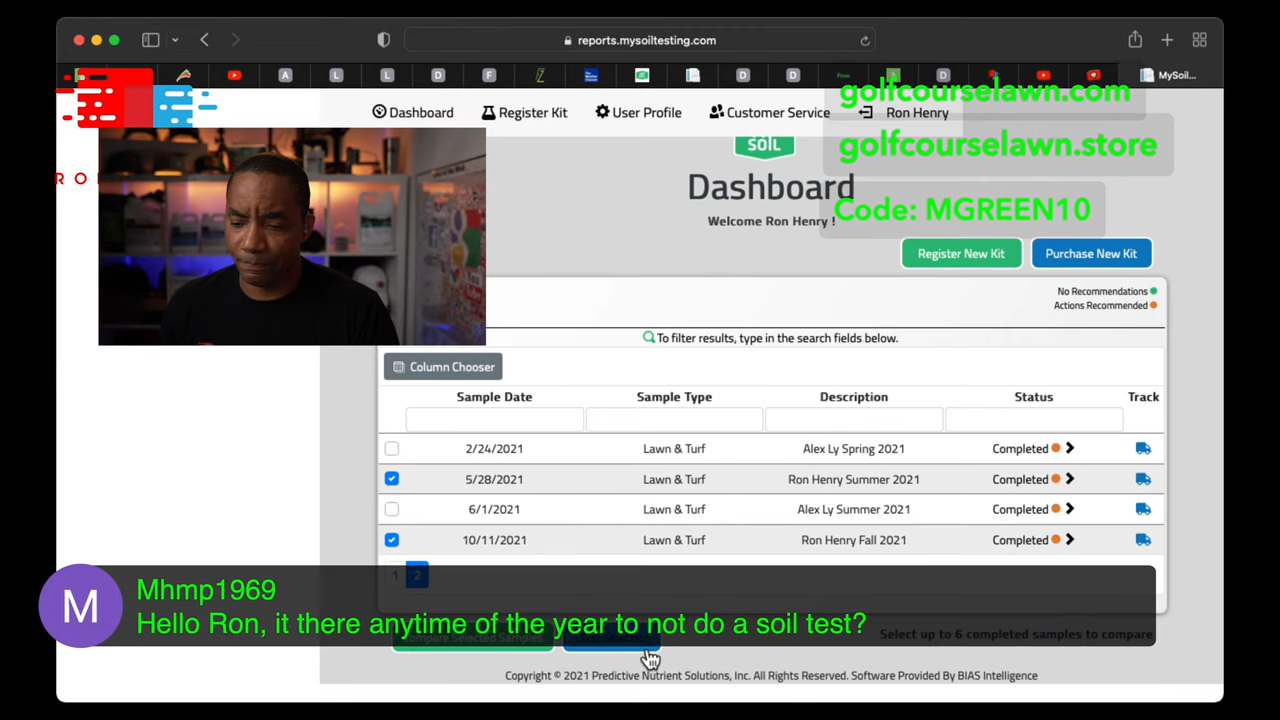 reports.mysoiltesting.com
MySoil...
golfcourselawn.com
Dashboard Register Kit User Profile Customer Service Ron Henry
SOIL
golfcourselawn.store
Dashboard
Code: MGREEN10
Welcome Ron Henry !
Register New Kit Purchase New Kit
No Recommendations
Actions Recommended
To filter results, type in the search fields below.
Column Chooser
Sample Date Sample Type Description Status Track
2/24/2021 Lawn & Turf Alex Ly Spring 2021 Completed
5/28/2021 Lawn & Turf Ron Henry Summer 2021 Completed
6/1/2021 Lawn & Turf Alex Ly Summer 2021 Completed
10/11/2021 Lawn & Turf Ron Henry Fall 2021 Completed
1 2
M
Mhmp1969
Hello Ron, it there anytime of the year to not do a soil test?
Compare Selected Samples
Select up to 6 completed samples to compare
Copyright © 2021 Predictive Nutrient Solutions, Inc. All Rights Reserved. Software Provided By BIAS Intelligence